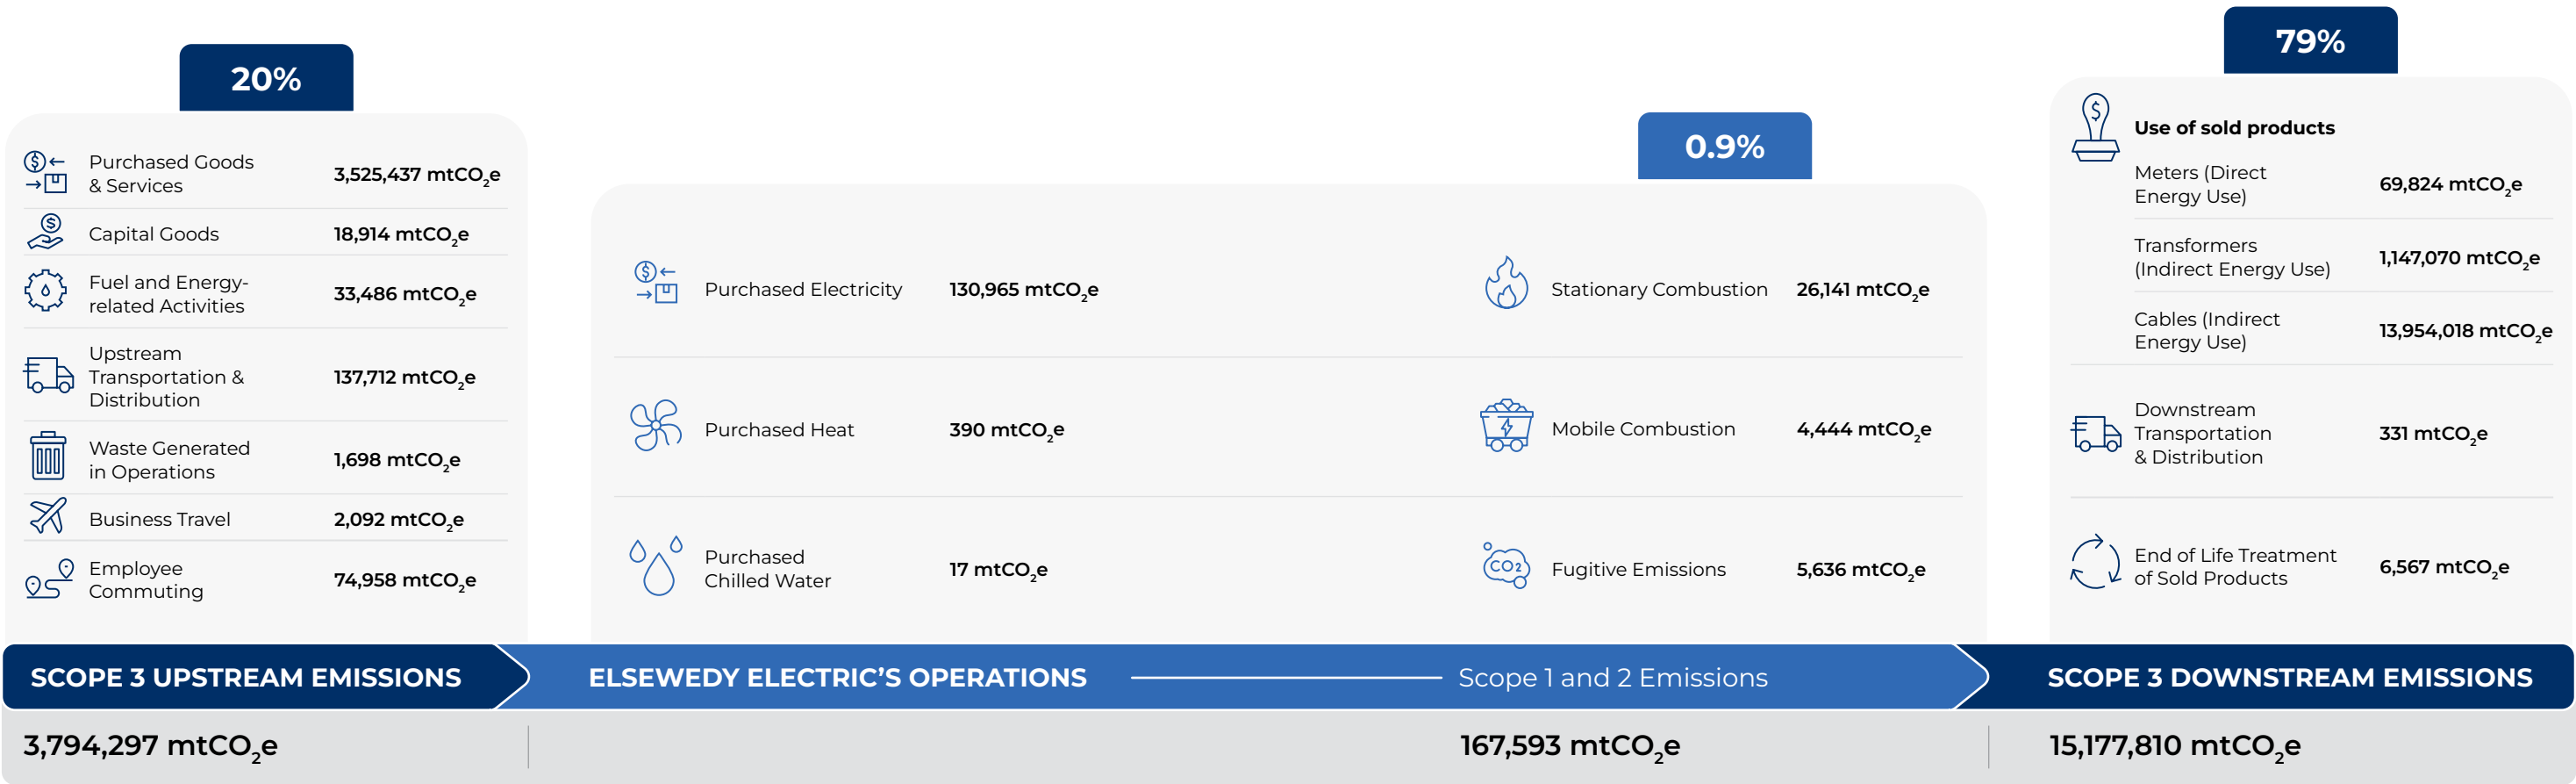 20%
Purchased Goods
& Services
3,525,437 mtCO₂e
Capital Goods
18,914 mtCO₂e
Fuel and Energy-
related Activities
33,486 mtCO₂e
Upstream
Transportation &
Distribution
137,712 mtCO₂e
Waste Generated
in Operations
1,698 mtCO₂e
Business Travel
2,092 mtCO₂e
Employee
Commuting
74,958 mtCO₂e
0.9%
Purchased Electricity
130,965 mtCO₂e
Stationary Combustion
26,141 mtCO₂e
Purchased Heat
390 mtCO₂e
Mobile Combustion
4,444 mtCO₂e
Purchased
Chilled Water
17 mtCO₂e
CO2
Fugitive Emissions
5,636 mtCO₂e
79%
Use of sold products
Meters (Direct
Energy Use)
69,824 mtCO₂e
Transformers
(Indirect Energy Use)
1,147,070 mtCO₂e
Cables (Indirect
Energy Use)
13,954,018 mtCO₂e
Downstream
Transportation
& Distribution
331 mtCO₂e
End of Life Treatment
of Sold Products
6,567 mtCO₂e
SCOPE 3 UPSTREAM EMISSIONS
ELSEWEDY ELECTRIC’S OPERATIONS
Scope 1 and 2 Emissions
SCOPE 3 DOWNSTREAM EMISSIONS
3,794,297 mtCO₂e
167,593 mtCO₂e
15,177,810 mtCO₂e